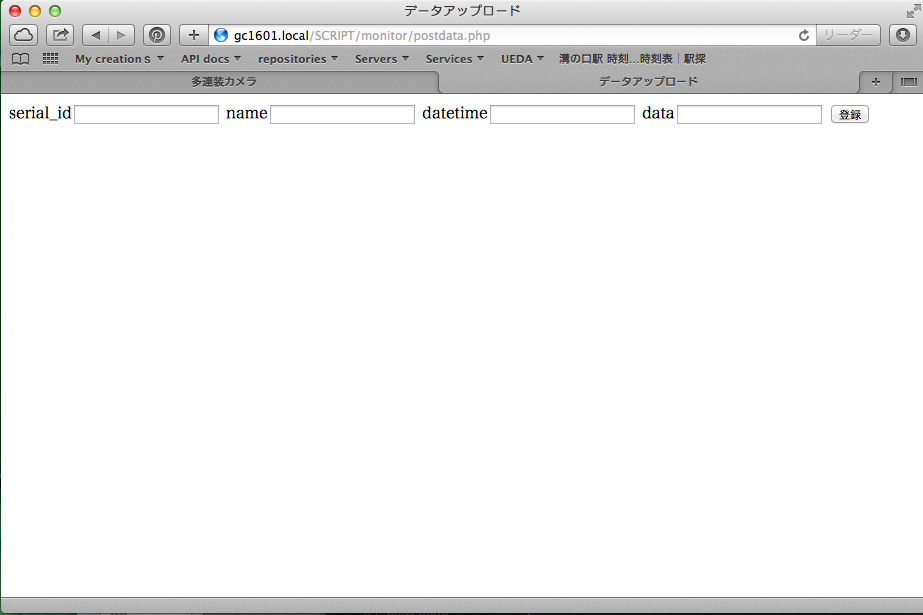 データアップロード
gc1601.local/SCRIPT/monitor/postdata.php
リーダー
My creation s API docs repositories Servers Services UEDA 溝の口駅 時刻...時刻表｜駅探
多連装カメラ データアップロード
serial_id name datetime data 登録